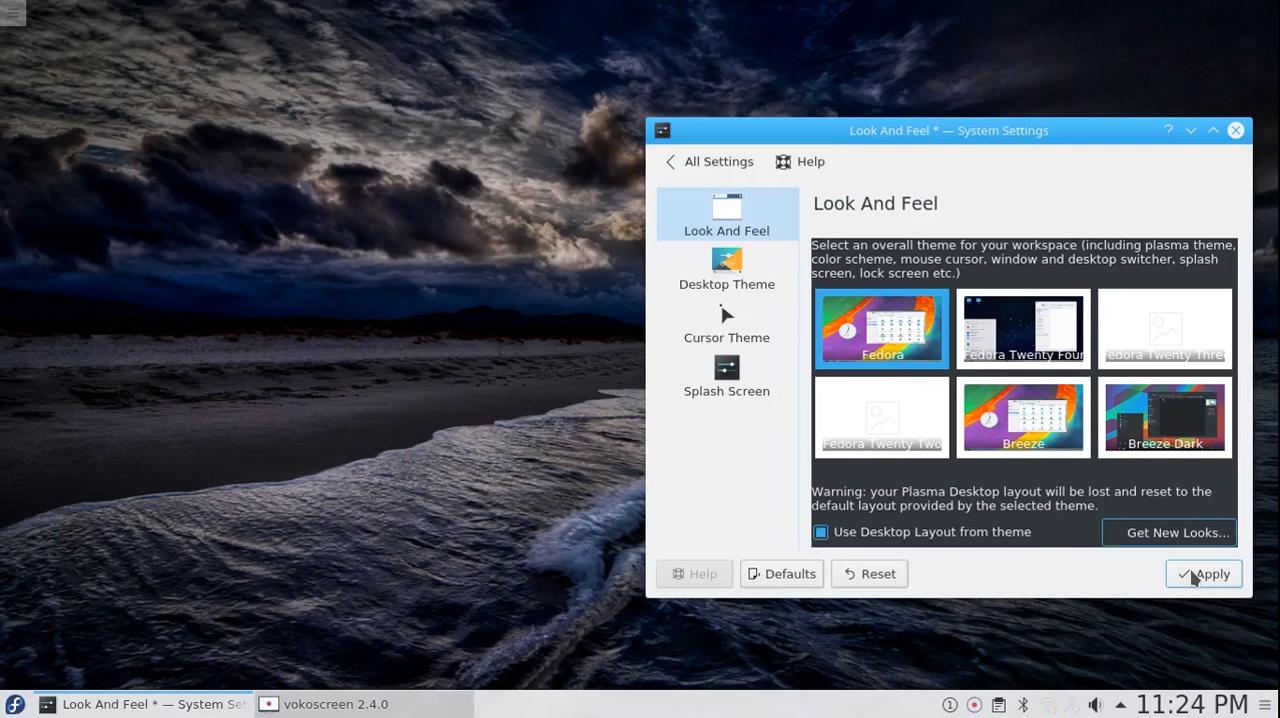 Look And Feel * — System Settings
All Settings
Help
Look And Feel
Desktop Theme
Cursor Theme
Splash Screen
Look And Feel
Select an overall theme for your workspace (including plasma theme,
color scheme, mouse cursor, window and desktop switcher, splash
screen, lock screen etc.)
Fedora
Fedora Twenty Four
Fedora Twenty Three
Fedora Twenty Two
Breeze
Breeze Dark
Warning: your Plasma Desktop layout will be lost and reset to the
default layout provided by the selected theme.
Use Desktop Layout from theme
Get New Looks...
Help
Defaults
Reset
Apply
Look And Feel * — System Set
vokoscreen 2.4.0
1
11:24 PM